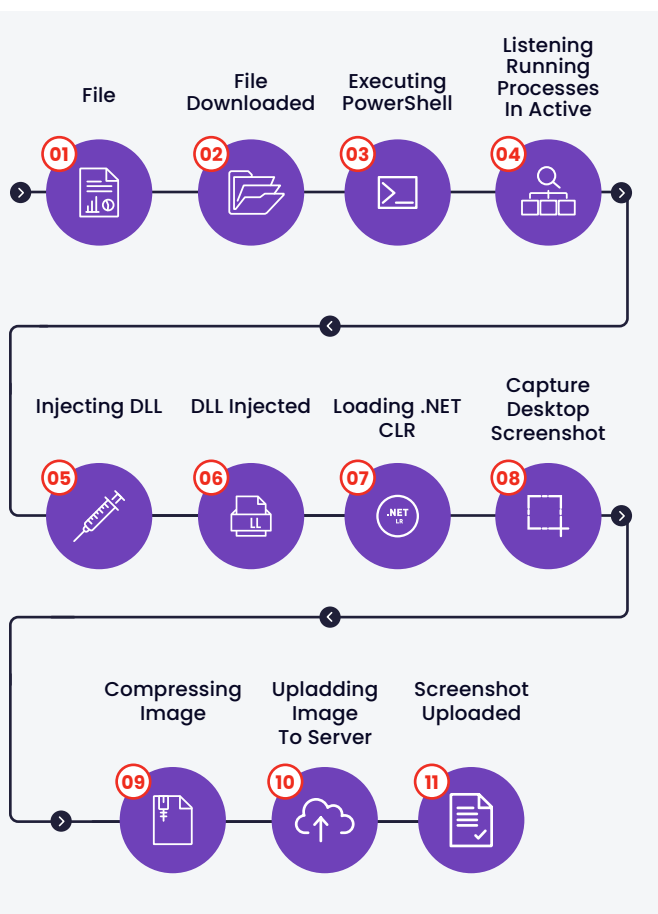 File
File
Downloaded
Executing
PowerShell
Listening
Running
Processes
In Active
01
02
03
04
Injecting DLL
DLL Injected
Loading .NET
CLR
Capture
Desktop
Screenshot
05
06
07
08
LL
.NET
LR
Compressing
Image
Upladding
Image
To Server
Screenshot
Uploaded
09
10
11